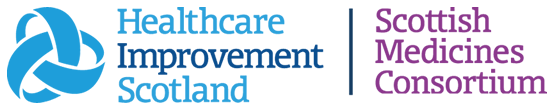 Healthcare
Improvement
Scotland
Scottish
Medicines
Consortium